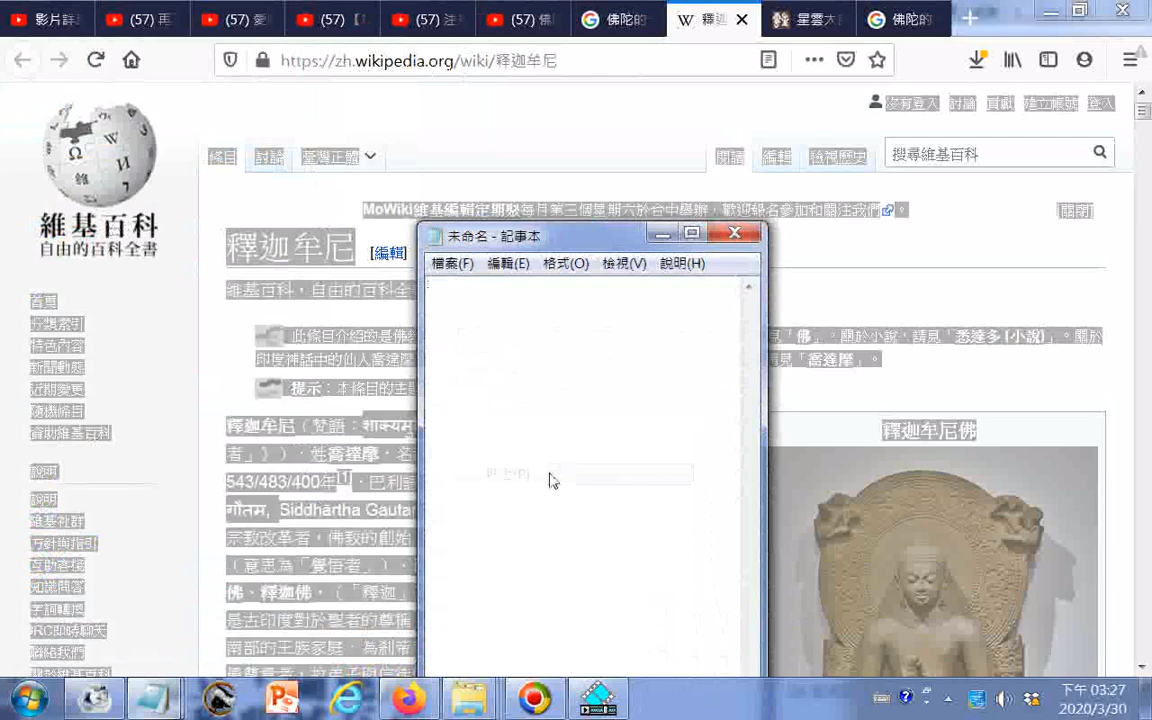 影片詳
(57) 再
(57) 愛
(57) 【
(57) 注
(57) 佛
佛陀的
釋迦
星雲大
佛陀的
https://zh.wikipedia.org/wiki/釋迦牟尼
沒有登入 討論 貢獻 建立帳號 登入
條目 討論 臺灣正體 閱讀 編輯 檢視歷史 搜尋維基百科
維基百科
自由的百科全書
MoWiki維基編輯定期聚每月第三個星期六於台中舉辦，歡迎報名參加和關注我們。 [關閉]
未命名 - 記事本
檔案(F) 編輯(E) 格式(O) 檢視(V) 說明(H)
釋迦牟尼 [編輯]
維基百科，自由的百科全
首頁
分類索引
特色內容
新聞動態
近期變更
隨機條目
資助維基百科
此條目介紹的是佛
見「佛」。關於小說，請見「悉達多 (小說)」。關於
印度神話中的仙人喬達摩
見「喬達摩」。
提示：本條目的主
釋迦牟尼（梵語：शाक्यमु
者」》），姓喬達摩，名
543/483/400年[1]，巴利語
गौतम, Siddhārtha Gautar
宗教改革者，佛教的創始
（意思為「覺悟者」）
佛、釋迦佛，（「釋迦」
是古印度對於聖者的尊稱
南部的王族家庭，為剎帝
釋迦牟尼佛
說明
說明
維基社群
方針與指引
互助客棧
知識問答
字詞轉換
IRC即時聊天
聯絡我們
關於維基百科
下午 03:27
2020/3/30